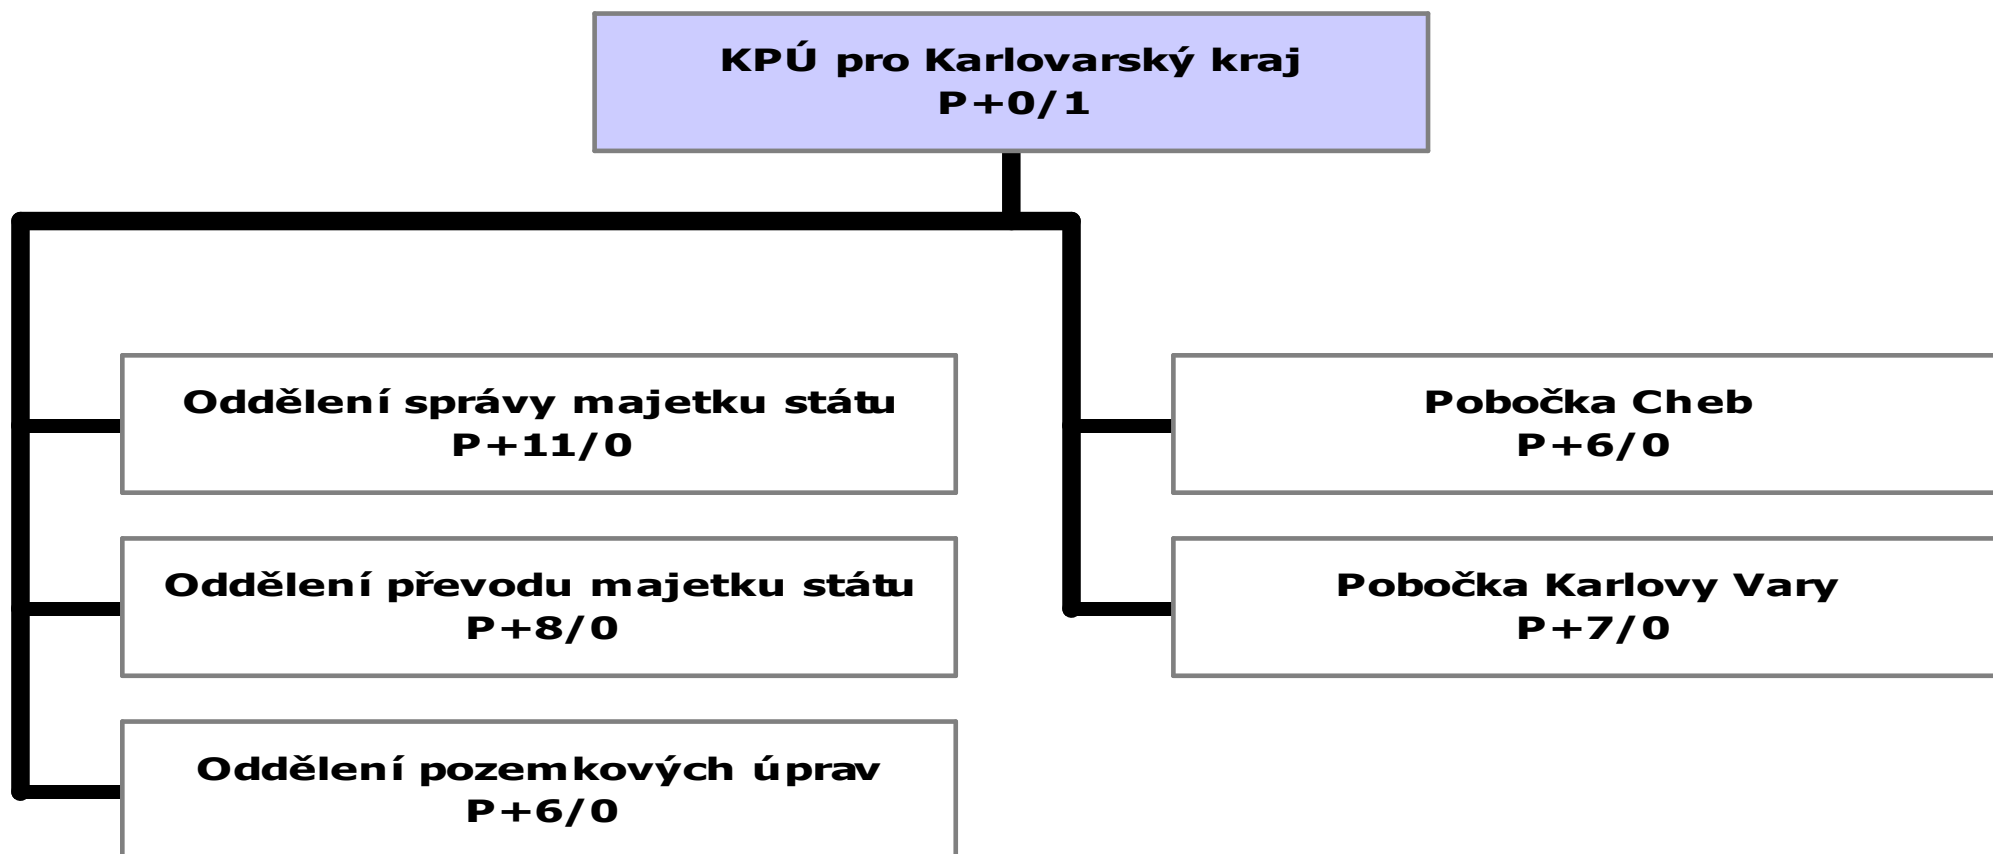 KPÚ pro Karlovarský kraj
P+0/1
Oddělení správy majetku státu
P+11/0
Oddělení převodu majetku státu
P+8/0
Oddělení pozemkových úprav
P+6/0
Pobočka Cheb
P+6/0
Pobočka Karlovy Vary
P+7/0